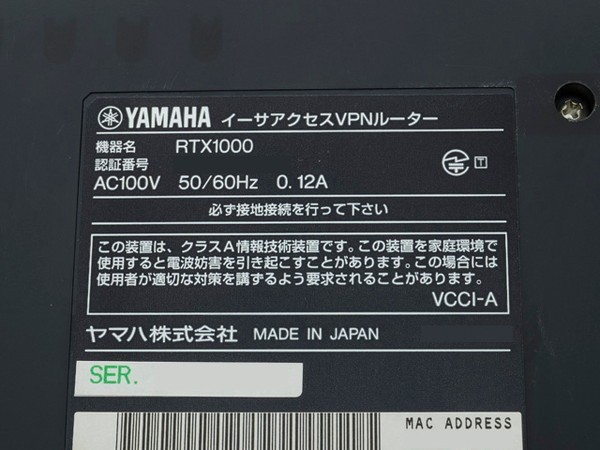 YAMAHA イーサアクセスVPNルーター
機器名 RTX1000
認証番号
T
AC100V 50/60Hz 0.12A
必ず接地接続を行って下さい
この装置は、クラスA情報技術装置です。この装置を家庭環境で
使用すると電波妨害を引き起こすことがあります。この場合には
使用者が適切な対策を講ずるよう要求されることがあります。
VCCI-A
ヤマハ株式会社 MADE IN JAPAN
SER.
MAC ADDRESS